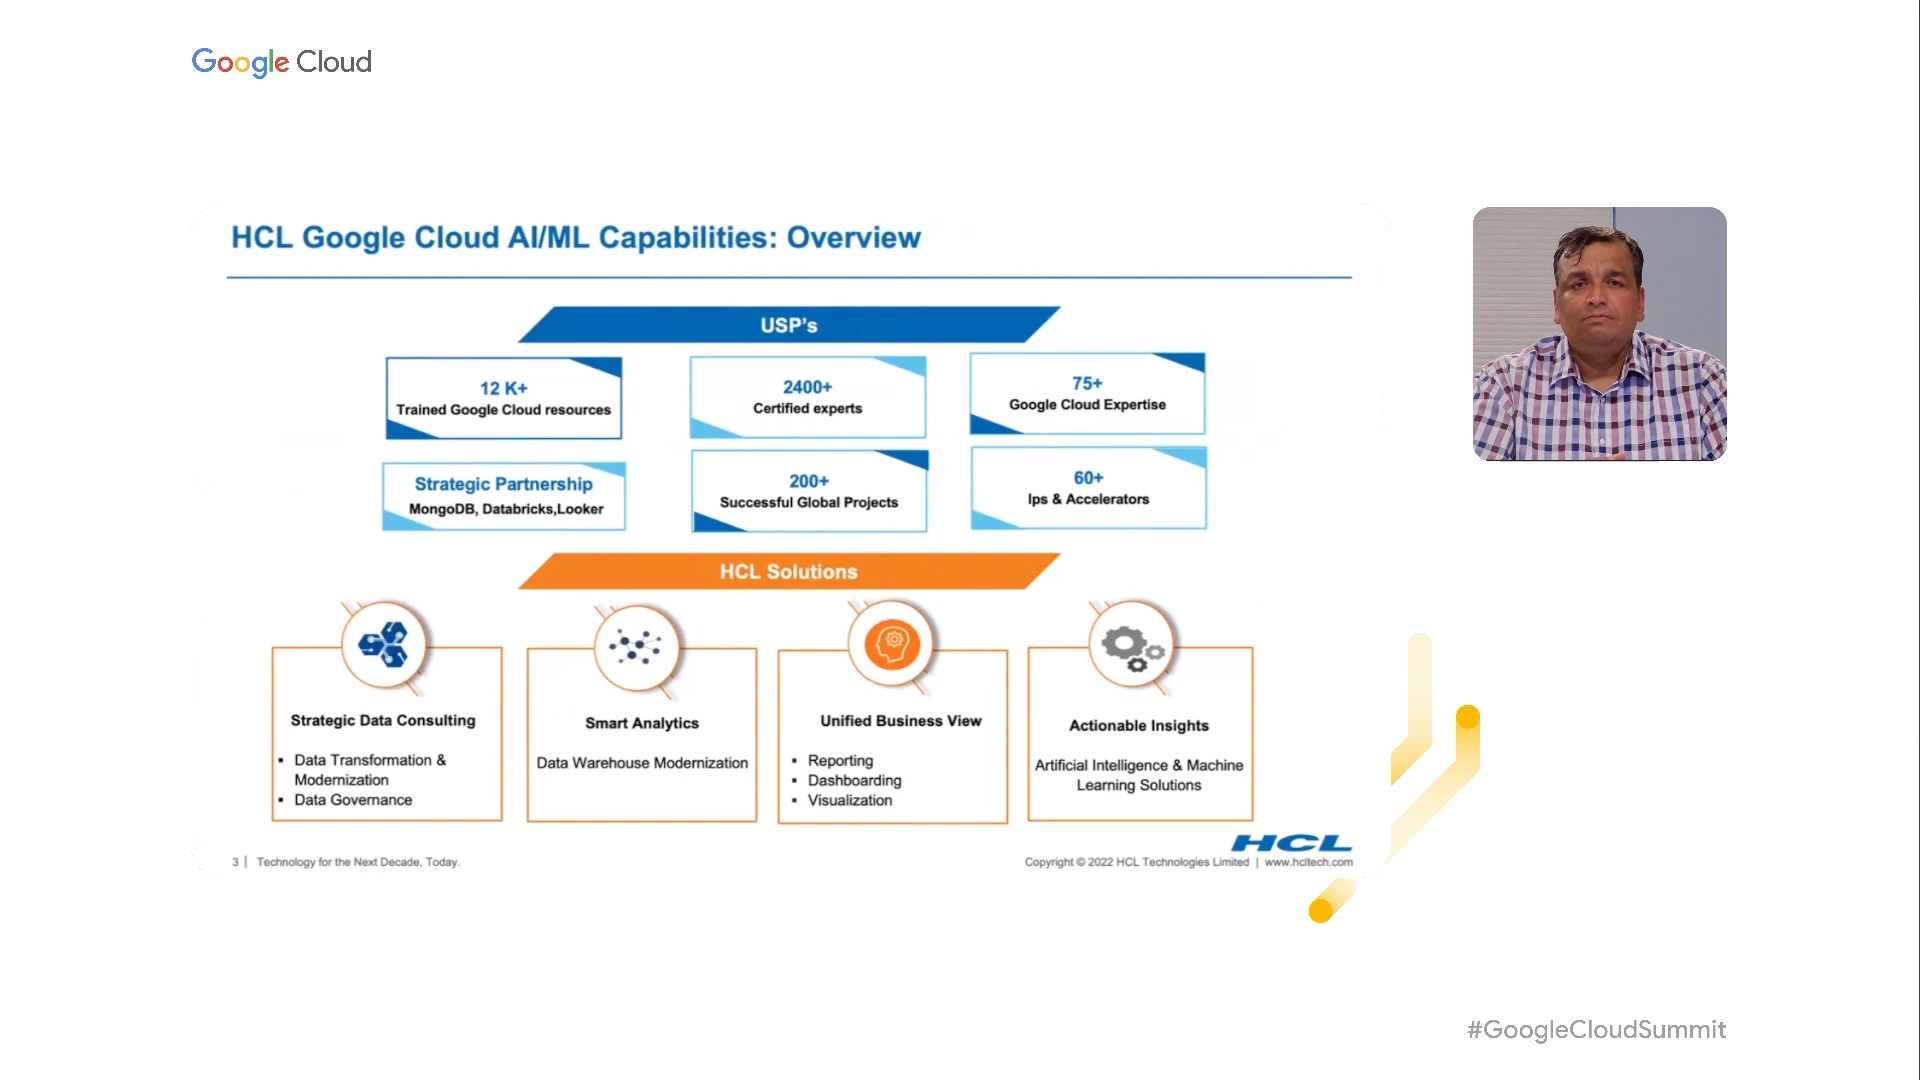 Google Cloud
HCL Google Cloud AI/ML Capabilities: Overview
USP's
12 K+
Trained Google Cloud resources
2400+
Certified experts
75+
Google Cloud Expertise
Strategic Partnership
MongoDB, Databricks,Looker
200+
Successful Global Projects
60+
Ips & Accelerators
HCL Solutions
Strategic Data Consulting
▪ Data Transformation &
Modernization
▪ Data Governance
Smart Analytics
Data Warehouse Modernization
Unified Business View
▪ Reporting
▪ Dashboarding
▪ Visualization
Actionable Insights
Artificial Intelligence & Machine
Learning Solutions
HCL
3 | Technology for the Next Decade, Today.
Copyright © 2022 HCL Technologies Limited | www.hcltech.com
#GoogleCloudSummit